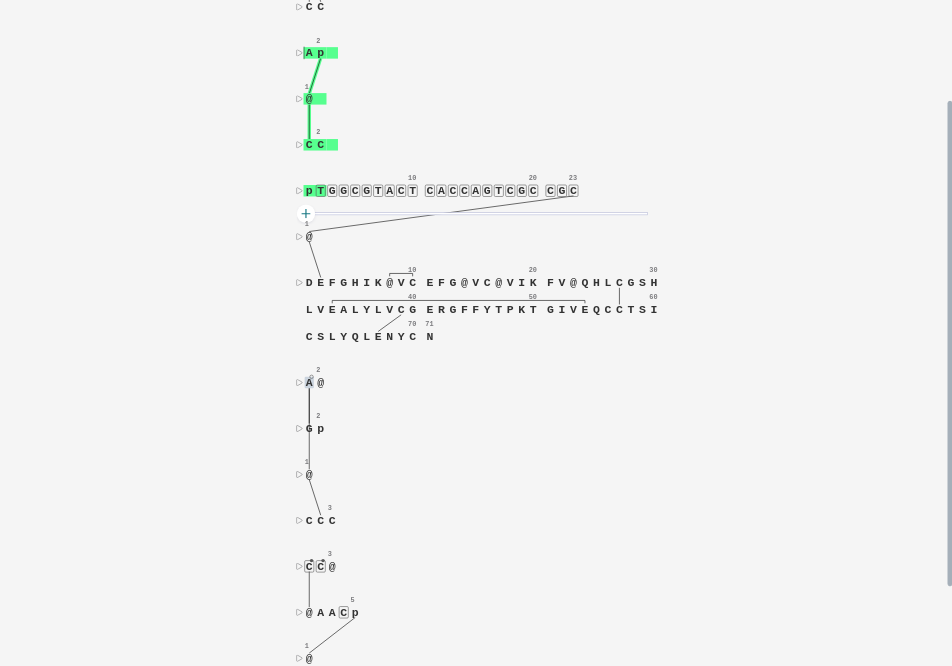 C C
2
A p
1
@
2
C C
10 20 23
p T G G C G T A C T C A C C A G T C G C C G C
+
1
@
10 20 30
D E F G H I K @ V C E F G @ V C @ V I K F V @ Q H L C G S H
40 50 60
L V E A L Y L V C G E R G F F Y T P K T G I V E Q C C T S I
70 71
C S L Y Q L E N Y C N
2
A @
2
G p
1
@
3
C C C
3
C C @
5
@ A A C p
1
@